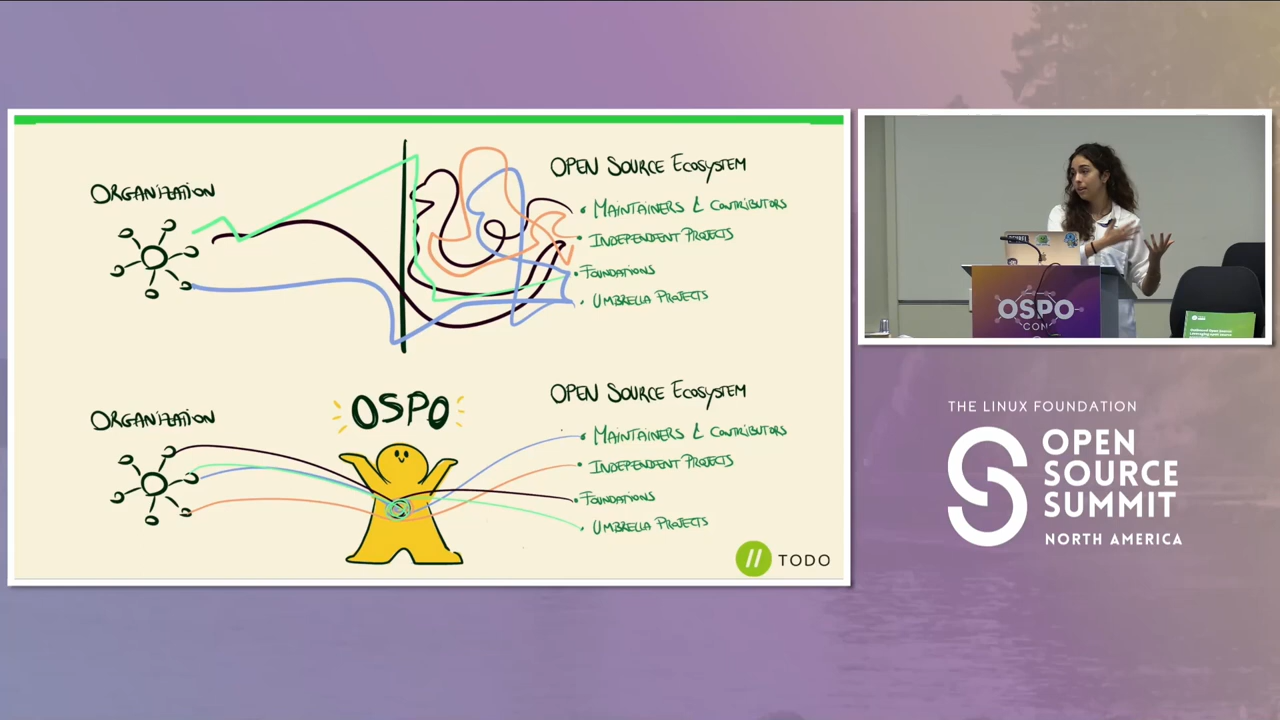 ORGANIZATION
OPEN SOURCE ECOSYSTEM
• MAINTAINERS & CONTRIBUTORS
• INDEPENDENT PROJECTS
• FOUNDATIONS
• UMBRELLA PROJECTS
OSPO
ORGANIZATION
OPEN SOURCE ECOSYSTEM
• MAINTAINERS & CONTRIBUTORS
• INDEPENDENT PROJECTS
• FOUNDATIONS
• UMBRELLA PROJECTS
// TODO
OSPO
CON
THE LINUX FOUNDATION
OPEN
SOURCE
SUMMIT
NORTH AMERICA